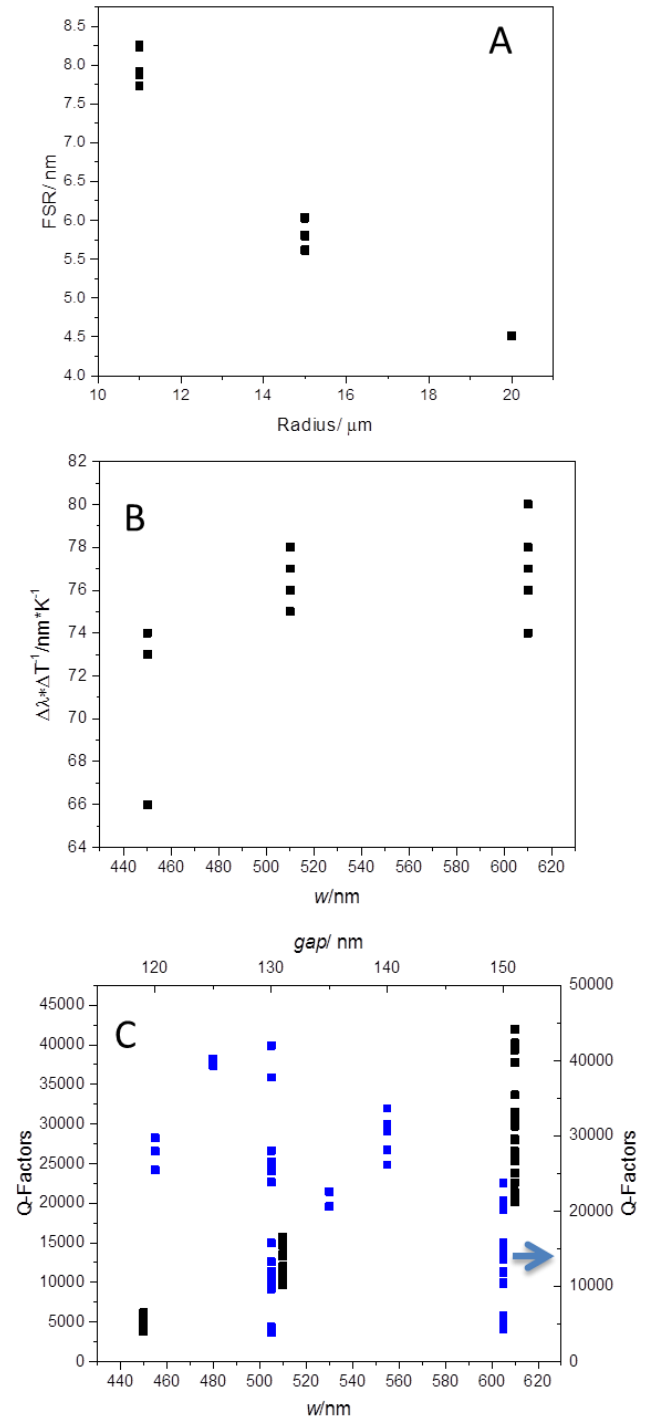 A
8.5
8.0
7.5
7.0
6.5
6.0
5.5
5.0
4.5
4.0
FSR/ nm
10 12 14 16 18 20
Radius/ μm
B
82
80
78
76
74
72
70
68
66
64
Δλ*ΔT⁻¹/nm*K⁻¹
440 460 480 500 520 540 560 580 600 620
w/nm
gap/ nm
120 130 140 150
C
45000
40000
35000
30000
25000
20000
15000
10000
5000
0
Q-Factors
50000
40000
30000
20000
10000
0
Q-Factors
440 460 480 500 520 540 560 580 600 620
w/nm